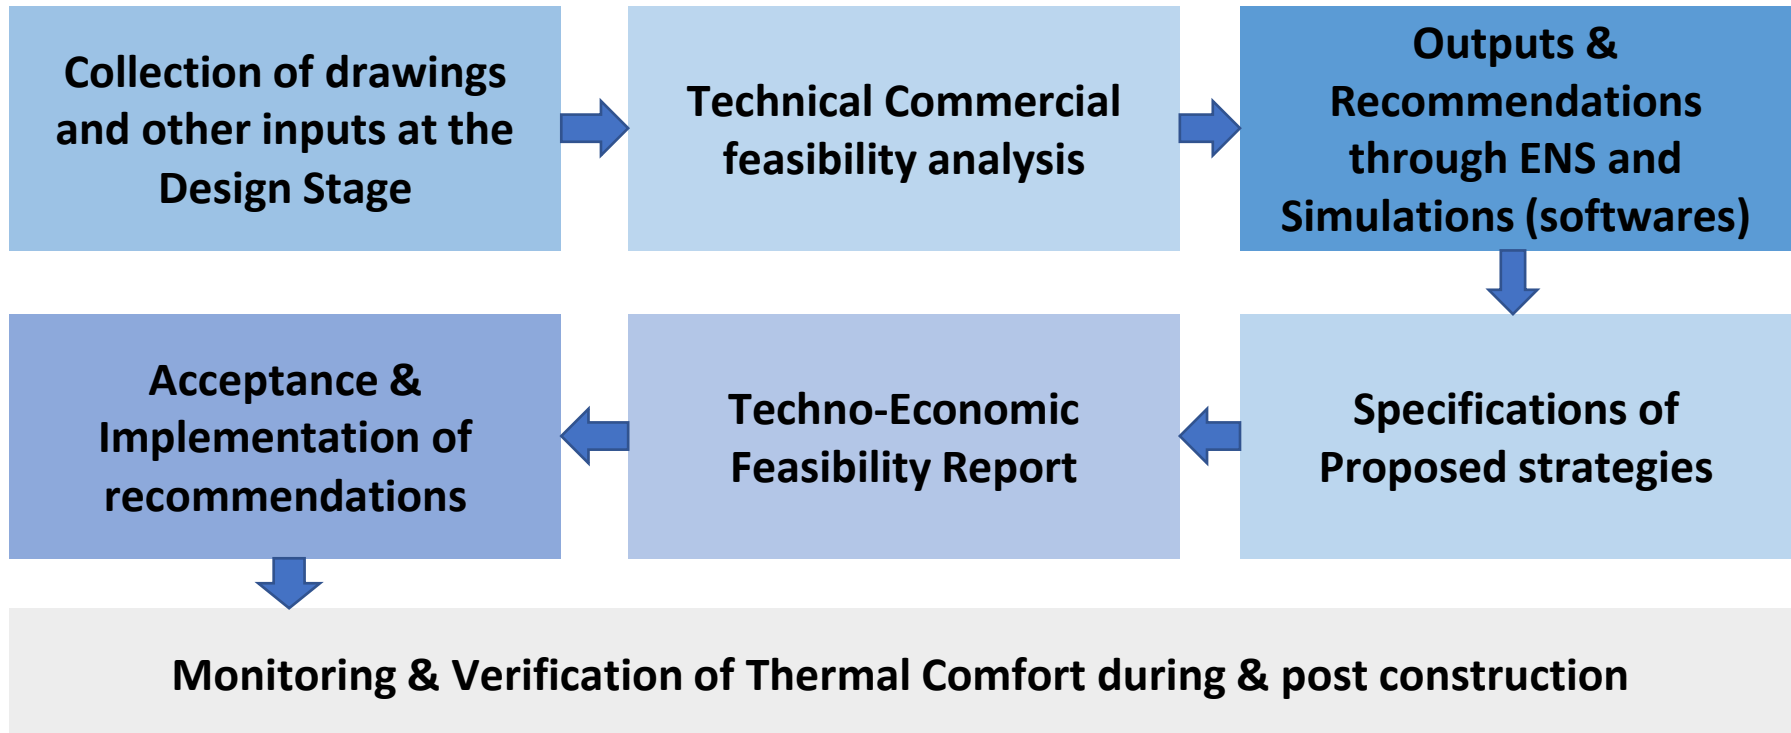 Collection of drawings
and other inputs at the
Design Stage
Technical Commercial
feasibility analysis
Outputs &
Recommendations
through ENS and
Simulations (softwares)
Specifications of
Proposed strategies
Techno-Economic
Feasibility Report
Acceptance &
Implementation of
recommendations
Monitoring & Verification of Thermal Comfort during & post construction